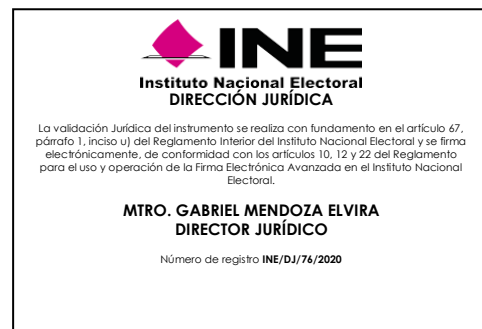 INE
Instituto Nacional Electoral
DIRECCIÓN JURÍDICA
La validación Jurídica del instrumento se realiza con fundamento en el artículo 67,
párrafo 1, inciso u) del Reglamento Interior del Instituto Nacional Electoral y se firma
electrónicamente, de conformidad con los artículos 10, 12 y 22 del Reglamento
para el uso y operación de la Firma Electrónica Avanzada en el Instituto Nacional
Electoral.
MTRO. GABRIEL MENDOZA ELVIRA
DIRECTOR JURÍDICO
Número de registro INE/DJ/76/2020